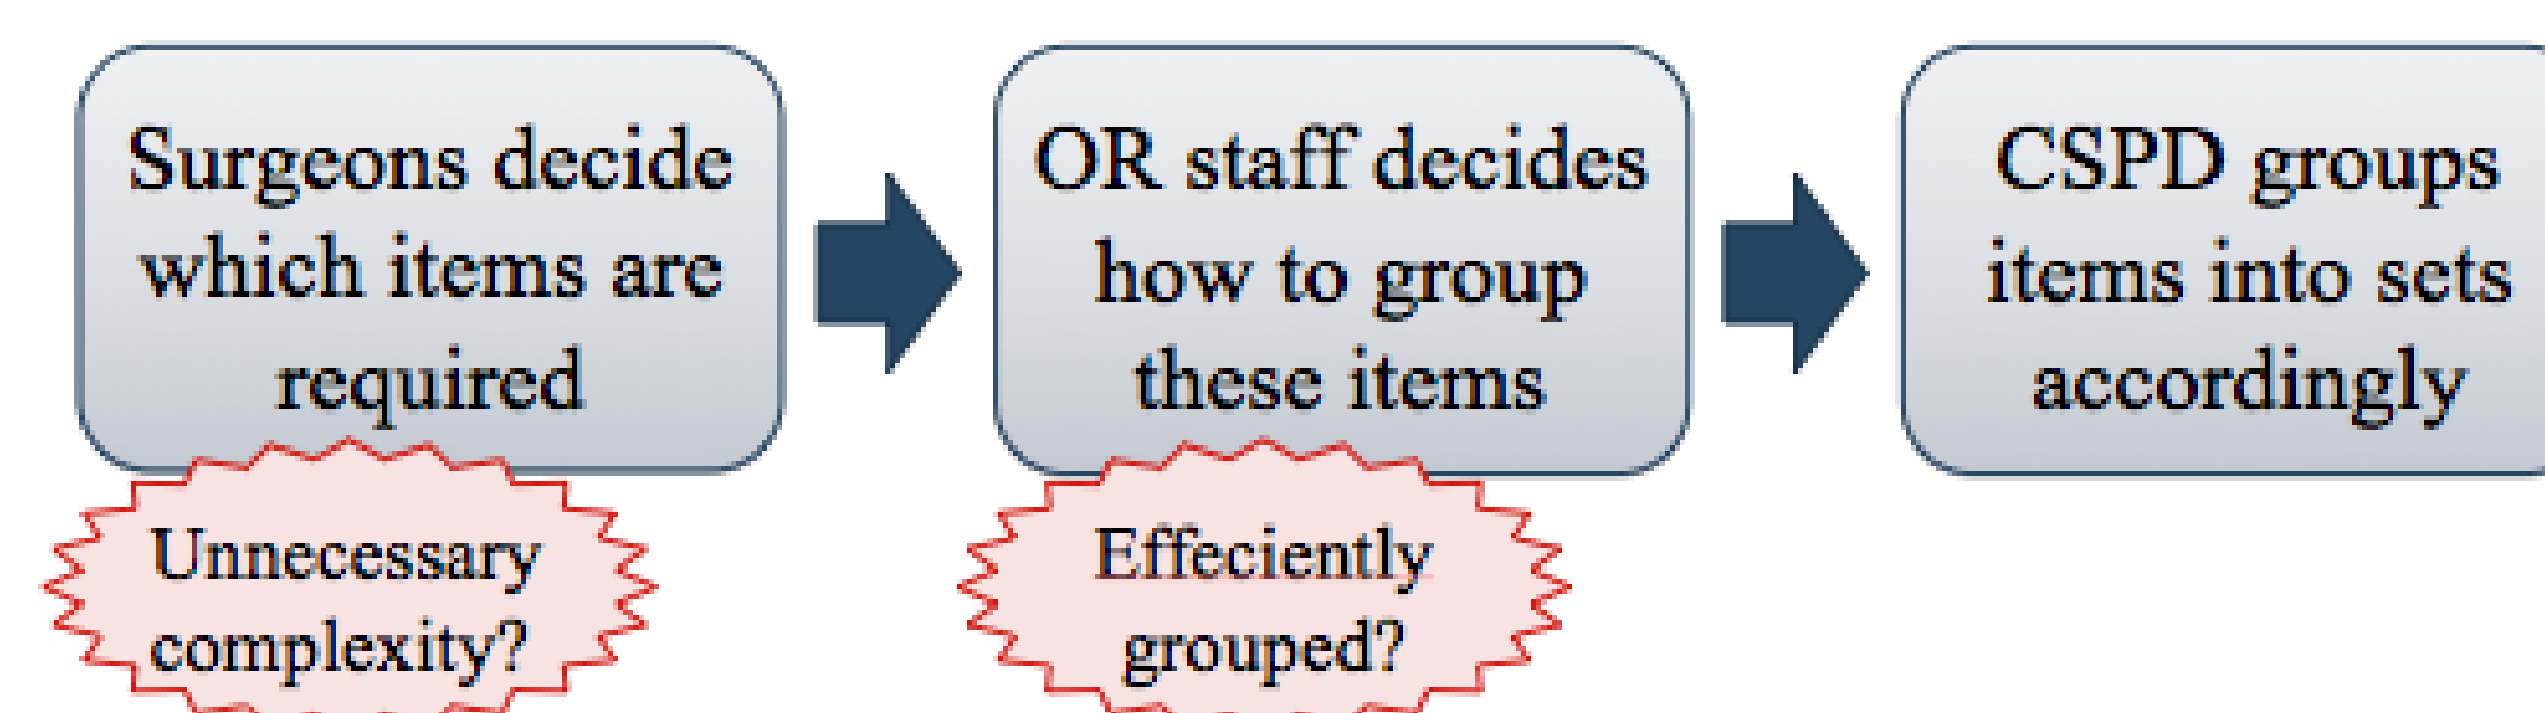 Surgeons decide
which items are
required
OR staff decides
how to group
these items
CSPD groups
items into sets
accordingly
Unnecessary
complexity?
Effeciently
grouped?